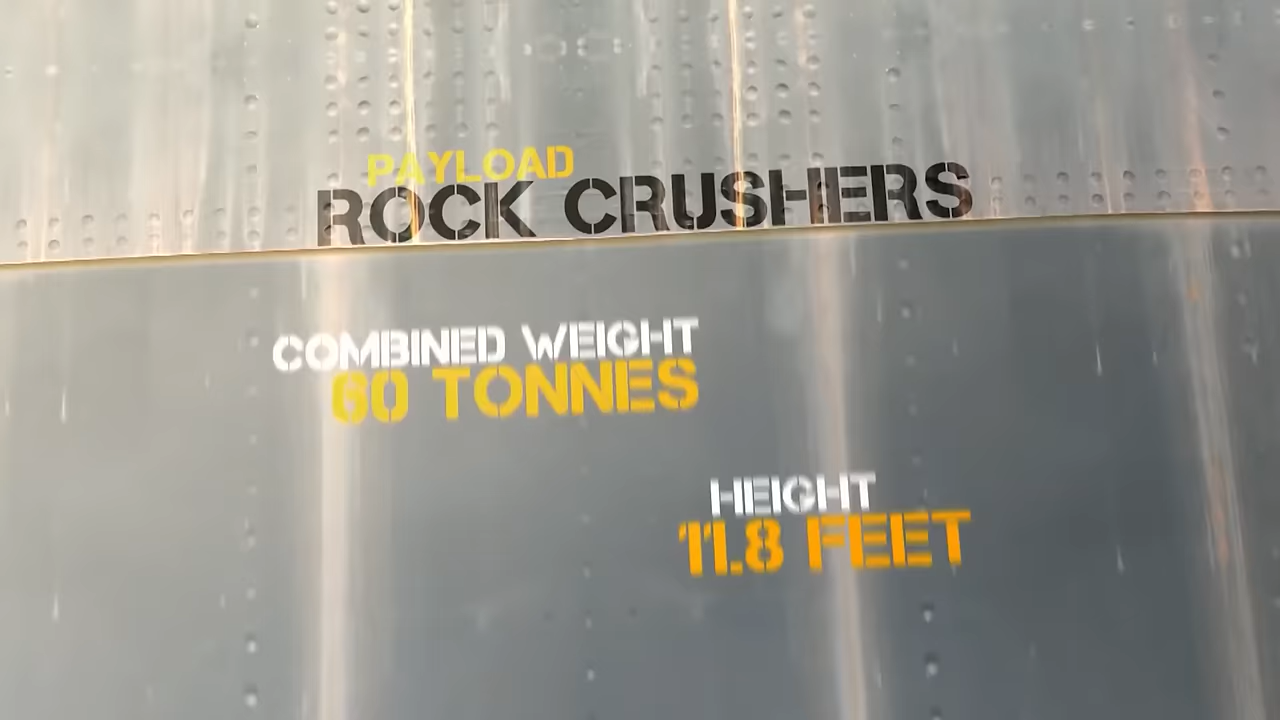 PAYLOAD
ROCK CRUSHERS
COMBINED WEIGHT
60 TONNES
HEIGHT
11.8 FEET